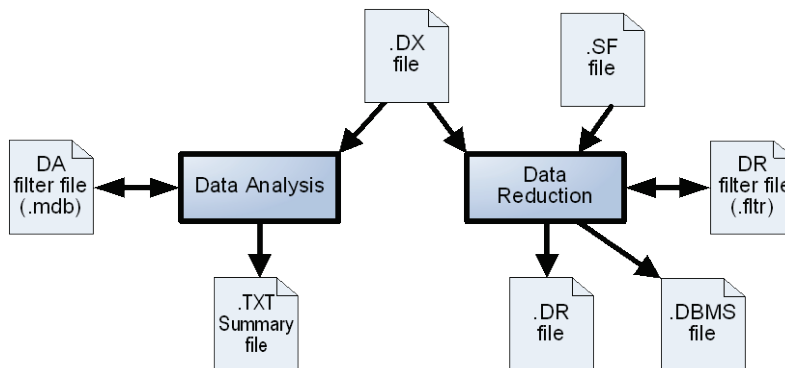 .DX
file
.SF
file
DA
filter file
(.mdb)
Data Analysis
Data
Reduction
DR
filter file
(.fltr)
.TXT
Summary
file
.DR
file
.DBMS
file